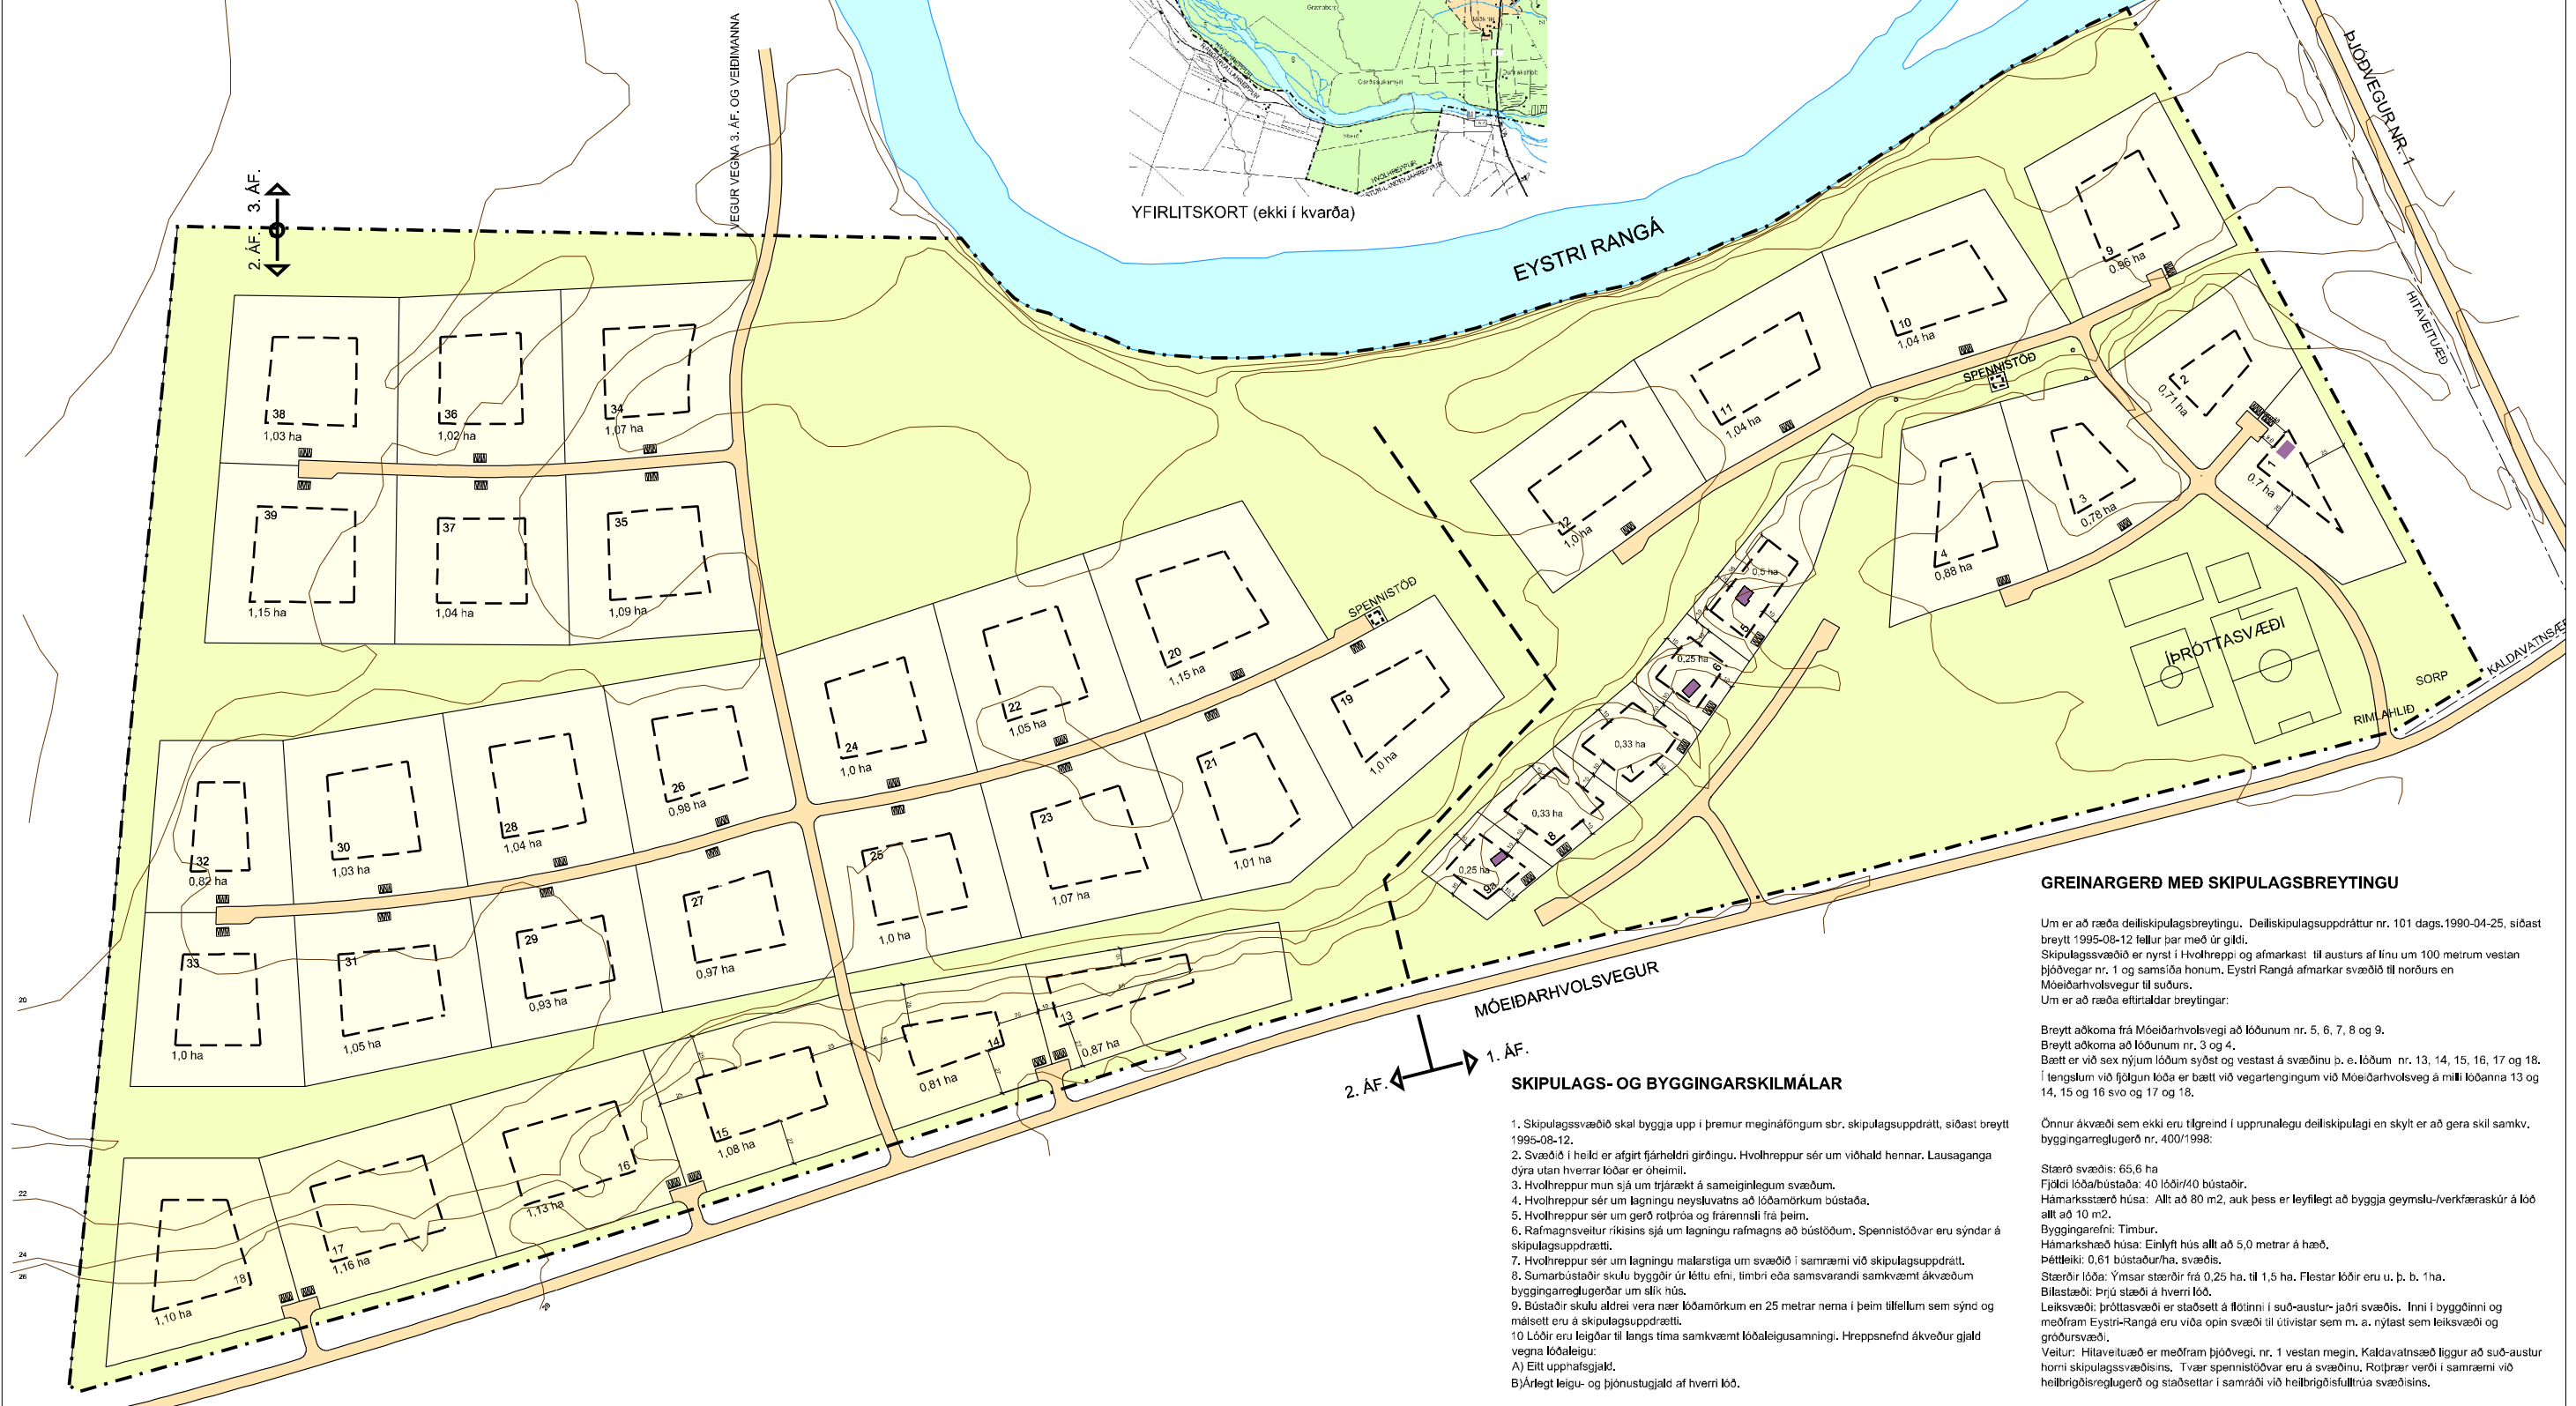 VEGUR VEGNA 3. ÁF. OG VEIÐIMANNA
2. ÁF.
3. ÁF.
YFIRLITSKORT (ekki í kvarða)
EYSTRI RANGÁ
ÞJÓÐVEGUR NR. 1
HITAVEITUÆÐ
38
1,03 ha
36
1,02 ha
34
1,07 ha
39
1,15 ha
37
1,04 ha
35
1,09 ha
9
0.96 ha
10
1,04 ha
11
1,04 ha
12
1,0 ha
SPENNISTÖÐ
2
0,71 ha
1
0,7 ha
3
0,78 ha
4
0,88 ha
0,5 ha
5
0,25 ha
6
0,33 ha
7
0,33 ha
8
0,25 ha
9a
ÍÞRÓTTASVÆÐI
SORP
RIMLAHLIÐ
SPENNISTÖÐ
20
1,15 ha
22
1,05 ha
24
1,0 ha
19
1,0 ha
21
1,01 ha
23
1,07 ha
25
1,0 ha
26
0,98 ha
28
1,04 ha
30
1,03 ha
32
0,82 ha
33
1,0 ha
31
1,05 ha
29
0,93 ha
27
0,97 ha
13
0,87 ha
14
0.81 ha
15
1,08 ha
16
1,13 ha
17
1,16 ha
18
1,10 ha
20
22
24
26
MÓEIÐARHVOLSVEGUR
2. ÁF.
1. ÁF.
SKIPULAGS- OG BYGGINGARSKILMÁLAR
1. Skipulagssvæðið skal byggja upp í þremur megináföngum sbr. skipulagsuppdrátt, síðast breytt
1995-08-12.
2. Svæðið í heild er afgirt fjárheldri girðingu. Hvolhreppur sér um viðhald hennar. Lausaganga
dýra utan hverrar lóðar er óheimil.
3. Hvolhreppur mun sjá um trjárækt á sameiginlegum svæðum.
4. Hvolhreppur sér um lagningu neysluvatns að lóðamörkum bústaða.
5. Hvolhreppur sér um gerð rotþróa og frárennsli frá þeim.
6. Rafmagnsveitur ríkisins sjá um lagningu rafmagns að bústöðum. Spennistöðvar eru sýndar á
skipulagsuppdrætti.
7. Hvolhreppur sér um lagningu malarstiga um svæðið í samræmi við skipulagsuppdrátt.
8. Sumarbústaðir skulu byggðir úr léttu efni, timbri eða samsvarandi samkvæmt ákvæðum
byggingarreglugerðar um slík hús.
9. Bústaðir skulu aldrei vera nær lóðamörkum en 25 metrar nema í þeim tilfellum sem sýnd og
málsett eru á skipulagsuppdrætti.
10 Lóðir eru leigðar til langs tíma samkvæmt lóðaleigusamningi. Hreppsnefnd ákveður gjald
vegna lóðaleigu:
A) Eitt upphafsgjald.
B)Árlegt leigu- og þjónustugjald af hverri lóð.
GREINARGERÐ MEÐ SKIPULAGSBREYTINGU
Um er að ræða deiliskipulagsbreytingu. Deiliskipulagsuppdráttur nr. 101 dags.1990-04-25, síðast
breytt 1995-08-12 fellur þar með úr gildi.
Skipulagssvæðið er nyrst í Hvolhreppi og afmarkast til austurs af línu um 100 metrum vestan
þjóðvegar nr. 1 og samsíða honum. Eystri Rangá afmarkar svæðið til norðurs en
Móeiðarhvolsvegur til suðurs.
Um er að ræða eftirtaldar breytingar:
Breytt aðkoma frá Móeiðarhvolsvegi að lóðunum nr. 5, 6, 7, 8 og 9.
Breytt aðkoma að lóðunum nr. 3 og 4.
Bætt er við sex nýjum lóðum syðst og vestast á svæðinu þ. e. lóðum nr. 13, 14, 15, 16, 17 og 18.
Í tengslum við fjölgun lóða er bætt við vegartengingum við Móeiðarhvolsveg á milli lóðanna 13 og
14, 15 og 16 svo og 17 og 18.
Önnur ákvæði sem ekki eru tilgreind í upprunalegu deiliskipulagi en skylt er að gera skil samkv.
byggingarreglugerð nr. 400/1998:
Stærð svæðis: 65,6 ha
Fjöldi lóða/bústaða: 40 lóðir/40 bústaðir.
Hámarksstærð húsa: Allt að 80 m2, auk þess er leyfilegt að byggja geymslu-/verkfæraskúr á lóð
allt að 10 m2.
Byggingarefni: Timbur.
Hámarkshæð húsa: Einlyft hús allt að 5,0 metrar á hæð.
Þéttleiki: 0,61 bústaður/ha. svæðis.
Stærðir lóða: Ýmsar stærðir frá 0,25 ha. til 1,5 ha. Flestar lóðir eru u. þ. b. 1ha.
Bílastæði: Þrjú stæði á hverri lóð.
Leiksvæði: þróttasvæði er staðsett á flötinni í suð-austur- jaðri svæðis. Inni í byggðinni og
meðfram Eystri-Rangá eru víða opin svæði til útivistar sem m. a. nýtast sem leiksvæði og
gróðursvæði.
Veitur: Hitaveituæð er meðfram þjóðvegi. nr. 1 vestan megin. Kaldavatnsæð liggur að suð-austur
horni skipulagssvæðisins. Tvær spennistöðvar eru á svæðinu. Rotþrær verði í samræmi við
heilbrigðisreglugerð og staðsettar í samráði við heilbrigðisfulltrúa svæðisins.